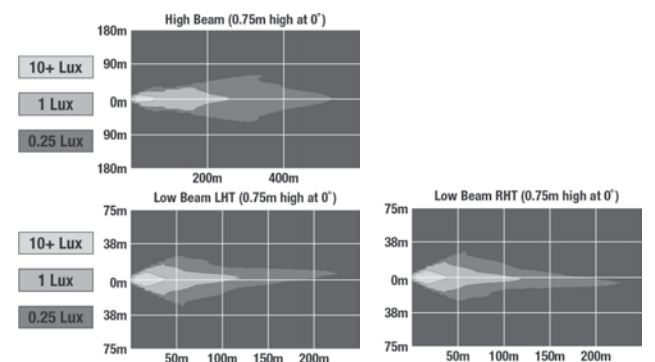 High Beam (0.75m high at 0˚)
180m
90m
0m
90m
180m
200m 400m
10+ Lux
1 Lux
0.25 Lux
Low Beam LHT (0.75m high at 0˚)
75m
38m
0m
38m
75m
50m 100m 150m 200m
10+ Lux
1 Lux
0.25 Lux
Low Beam RHT (0.75m high at 0˚)
75m
38m
0m
38m
75m
50m 100m 150m 200m